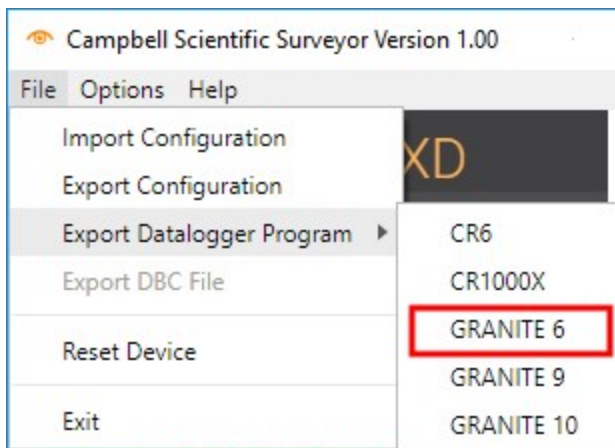 Campbell Scientific Surveyor Version 1.00
File Options Help
XD
Import Configuration
Export Configuration
Export Datalogger Program
Export DBC File
Reset Device
Exit
CR6
CR1000X
GRANITE 6
GRANITE 9
GRANITE 10